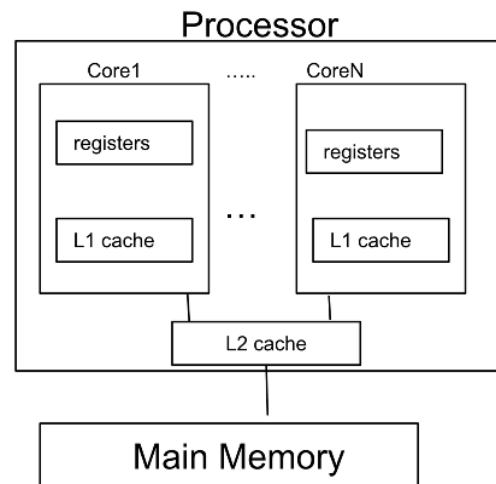 Processor
Core1 ..... CoreN
registers registers
...
L1 cache L1 cache
L2 cache
Main Memory